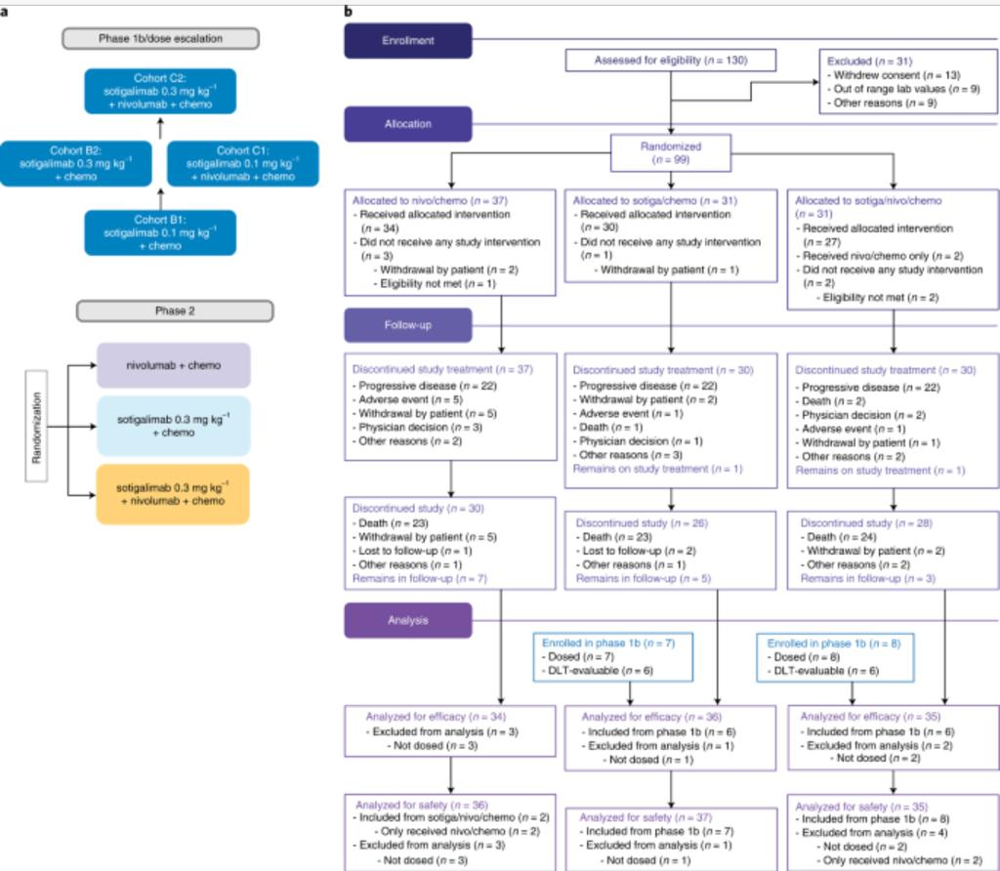 a
Phase 1b/dose escalation
Cohort C2:
sotigalimab 0.3 mg kg⁻¹
+ nivolumab + chemo
Cohort B2:
sotigalimab 0.3 mg kg⁻¹
+ chemo
Cohort C1:
sotigalimab 0.1 mg kg⁻¹
+ nivolumab + chemo
Cohort B1:
sotigalimab 0.1 mg kg⁻¹
+ chemo
Phase 2
Randomization
nivolumab + chemo
sotigalimab 0.3 mg kg⁻¹
+ chemo
sotigalimab 0.3 mg kg⁻¹
+ nivolumab + chemo
b
Enrollment
Assessed for eligibility (n = 130)
Excluded (n = 31)
- Withdrew consent (n = 13)
- Out of range lab values (n = 9)
- Other reasons (n = 9)
Allocation
Randomized
(n = 99)
Allocated to nivo/chemo (n = 37)
- Received allocated intervention
(n = 34)
- Did not receive any study intervention
(n = 3)
- Withdrawal by patient (n = 2)
- Eligibility not met (n = 1)
Allocated to sotiga/chemo (n = 31)
- Received allocated intervention
(n = 30)
- Did not receive any study intervention
(n = 1)
- Withdrawal by patient (n = 1)
Allocated to sotiga/nivo/chemo
(n = 31)
- Received allocated intervention
(n = 27)
- Received nivo/chemo only (n = 2)
- Did not receive any study intervention
(n = 2)
- Eligibility not met (n = 2)
Follow-up
Discontinued study treatment (n = 37)
- Progressive disease (n = 22)
- Adverse event (n = 5)
- Withdrawal by patient (n = 5)
- Physician decision (n = 3)
- Other reasons (n = 2)
Discontinued study treatment (n = 30)
- Progressive disease (n = 22)
- Withdrawal by patient (n = 2)
- Adverse event (n = 1)
- Death (n = 1)
- Physician decision (n = 1)
- Other reasons (n = 3)
Remains on study treatment (n = 1)
Discontinued study treatment (n = 30)
- Progressive disease (n = 22)
- Death (n = 2)
- Physician decision (n = 2)
- Adverse event (n = 1)
- Withdrawal by patient (n = 1)
- Other reasons (n = 2)
Remains on study treatment (n = 1)
Discontinued study (n = 30)
- Death (n = 23)
- Withdrawal by patient (n = 5)
- Lost to follow-up (n = 1)
- Other reasons (n = 1)
Remains in follow-up (n = 7)
Discontinued study (n = 26)
- Death (n = 23)
- Lost to follow-up (n = 2)
- Other reasons (n = 1)
Remains in follow-up (n = 5)
Discontinued study (n = 28)
- Death (n = 24)
- Withdrawal by patient (n = 2)
- Other reasons (n = 2)
Remains in follow-up (n = 3)
Analysis
Enrolled in phase 1b (n = 7)
- Dosed (n = 7)
- DLT-evaluable (n = 6)
Enrolled in phase 1b (n = 8)
- Dosed (n = 8)
- DLT-evaluable (n = 6)
Analyzed for efficacy (n = 34)
- Excluded from analysis (n = 3)
- Not dosed (n = 3)
Analyzed for efficacy (n = 36)
- Included from phase 1b (n = 6)
- Excluded from analysis (n = 1)
- Not dosed (n = 1)
Analyzed for efficacy (n = 35)
- Included from phase 1b (n = 6)
- Excluded from analysis (n = 2)
- Not dosed (n = 2)
Analyzed for safety (n = 36)
- Included from sotiga/nivo/chemo (n = 2)
- Only received nivo/chemo (n = 2)
- Excluded from analysis (n = 3)
- Not dosed (n = 3)
Analyzed for safety (n = 37)
- Included from phase 1b (n = 7)
- Excluded from analysis (n = 1)
- Not dosed (n = 1)
Analyzed for safety (n = 35)
- Included from phase 1b (n = 8)
- Excluded from analysis (n = 4)
- Not dosed (n = 2)
- Only received nivo/chemo (n = 2)